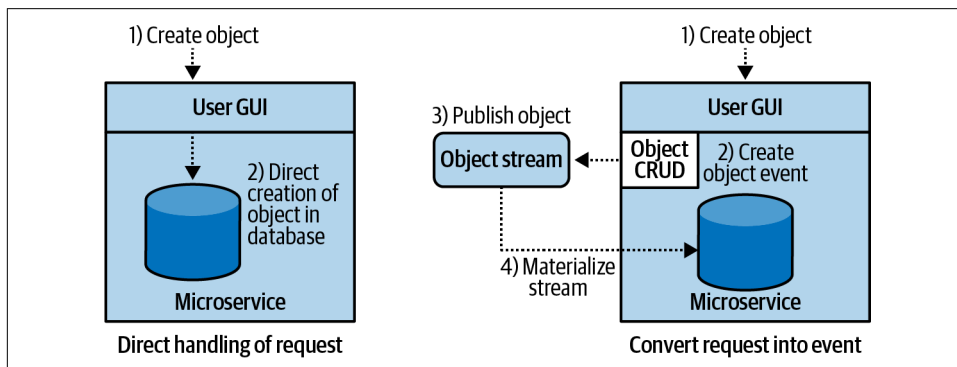 1) Create object
User GUI
2) Direct
creation of
object in
database
Microservice
Direct handling of request
1) Create object
User GUI
3) Publish object
Object stream
Object
CRUD
2) Create
object event
4) Materialize
stream
Microservice
Convert request into event